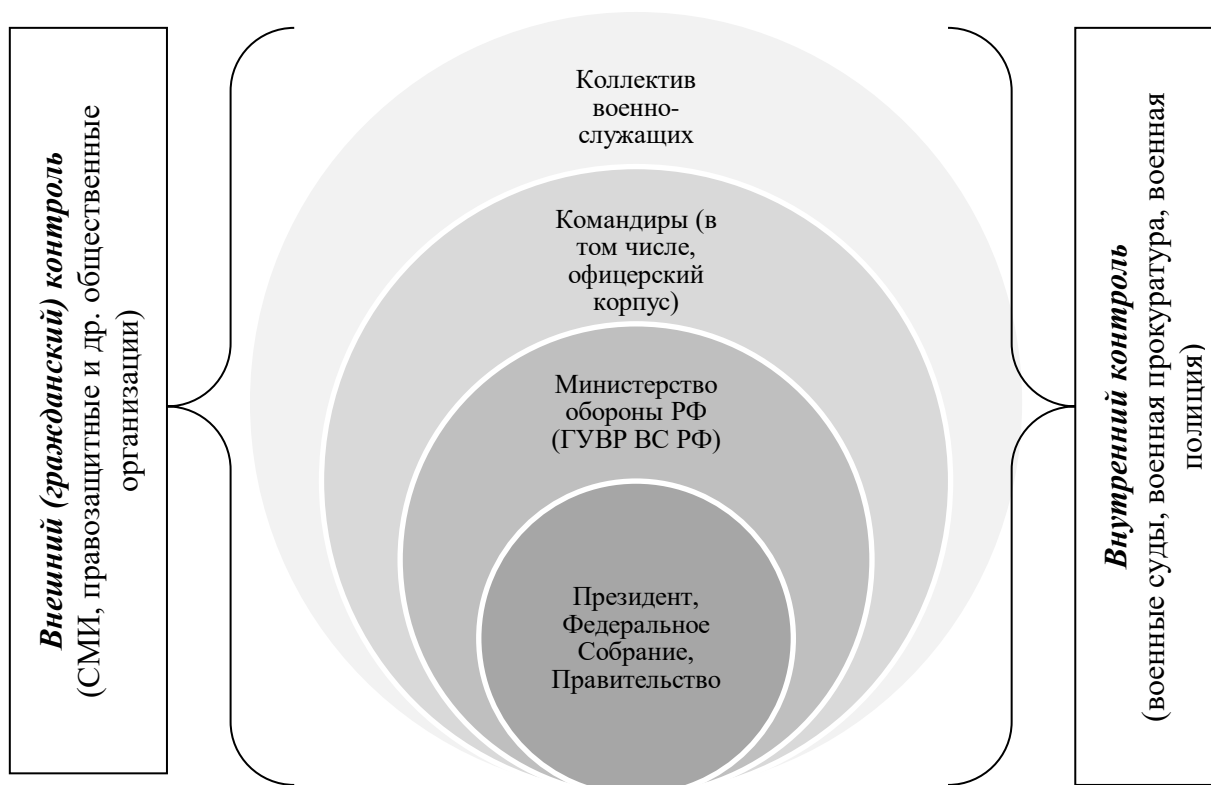 Внешний (гражданский) контроль
(СМИ, правозащитные и др. общественные
организации)
Коллектив
военно-
служащих
Командиры (в
том числе,
офицерский
корпус)
Министерство
обороны РФ
(ГУВР ВС РФ)
Президент,
Федеральное
Собрание,
Правительство
Внутренний контроль
(военные суды, военная прокуратура, военная
полиция)